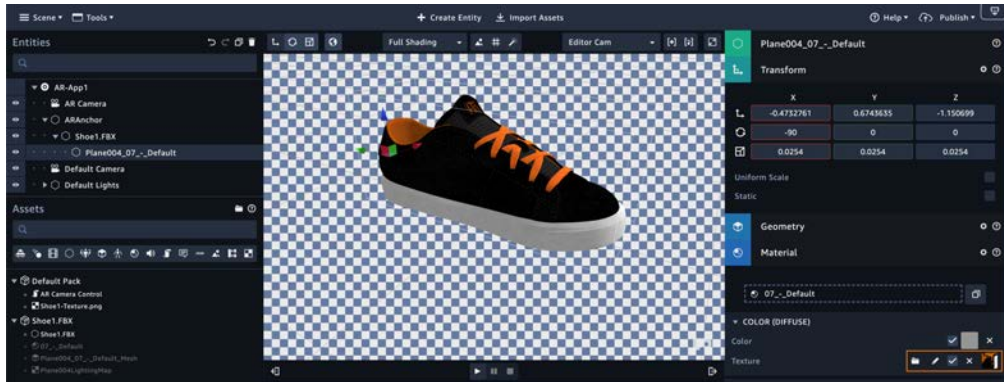 Scene Tools + Create Entity Import Assets Help Publish
Entities Full Shading Editor Cam
AR-App1
AR Camera
ARAnchor
Shoe1.FBX
Plane004_07_-_Default
Default Camera
Default Lights
Assets
Default Pack
AR Camera Control
Shoe1-Texture.png
Shoe1.FBX
Shoe1.FBX
07_-_Default
Plane004_07_-_Default_Mesh
Plane004LightingMap
Plane004_07_-_Default
Transform
X Y Z
-0.4732761 0.6743635 -1.150699
-90 0 0
0.0254 0.0254 0.0254
Uniform Scale
Static
Geometry
Material
07_-_Default
COLOR (DIFFUSE)
Color
Texture